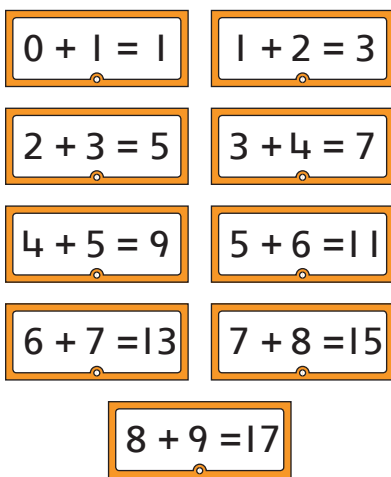 0 + 1 = 1
1 + 2 = 3
2 + 3 = 5
3 + 4 = 7
4 + 5 = 9
5 + 6 =11
6 + 7 =13
7 + 8 =15
8 + 9 =17